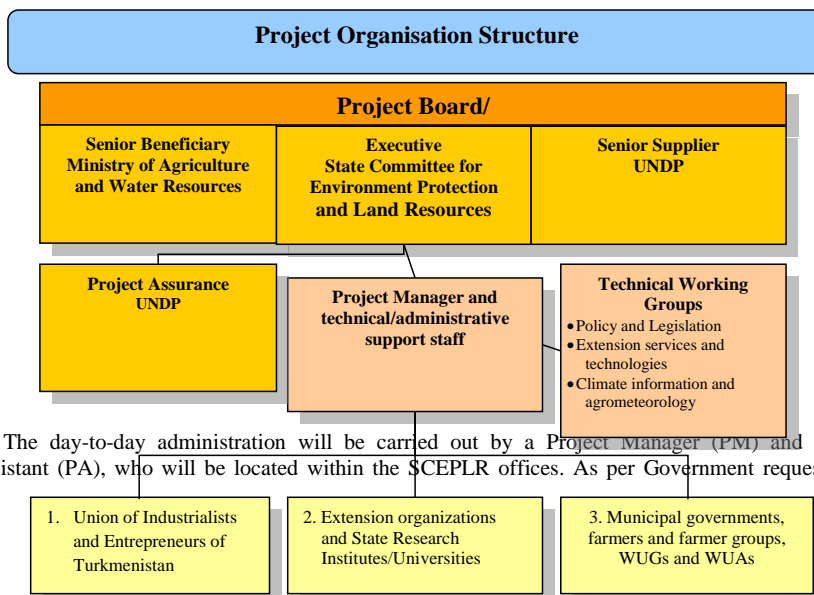 Project Organisation Structure
Project Board/
Senior Beneficiary
Ministry of Agriculture
and Water Resources
Executive
State Committee for
Environment Protection
and Land Resources
Senior Supplier
UNDP
Project Assurance
UNDP
Project Manager and
technical/administrative
support staff
Technical Working
Groups
•Policy and Legislation
•Extension services and
technologies
•Climate information and
agrometeorology
The day-to-day administration will be carried out by a Project Manager (PM) and
istant (PA), who will be located within the SCEPLR offices. As per Government reques
1. Union of Industrialists
and Entrepreneurs of
Turkmenistan
2. Extension organizations
and State Research
Institutes/Universities
3. Municipal governments,
farmers and farmer groups,
WUGs and WUAs